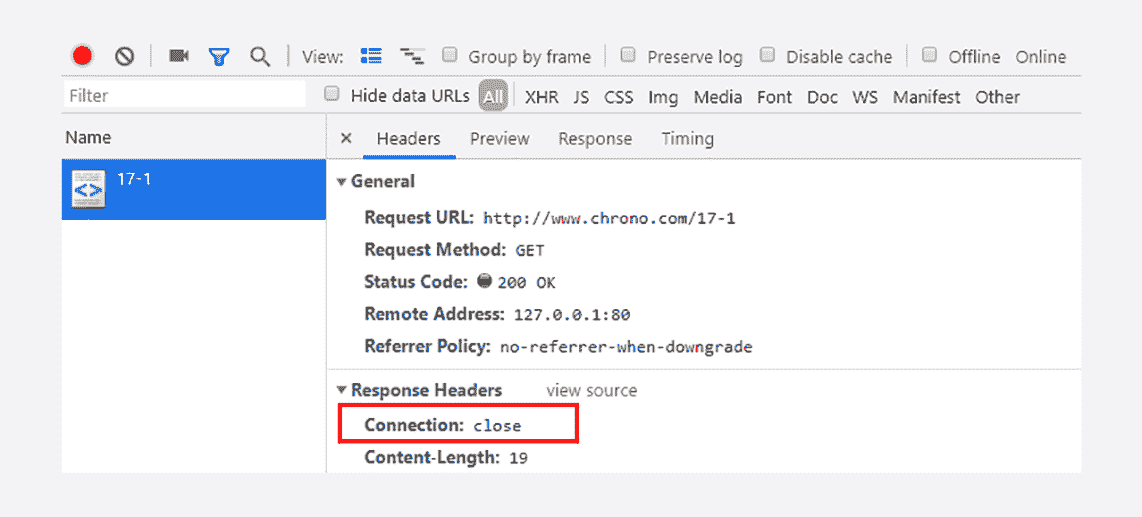 View: Group by frame Preserve log Disable cache Offline Online
Filter Hide data URLs All XHR JS CSS Img Media Font Doc WS Manifest Other
Name
× Headers Preview Response Timing
17-1
General
Request URL: http://www.chrono.com/17-1
Request Method: GET
Status Code: 200 OK
Remote Address: 127.0.0.1:80
Referrer Policy: no-referrer-when-downgrade
Response Headers view source
Connection: close
Content-Length: 19